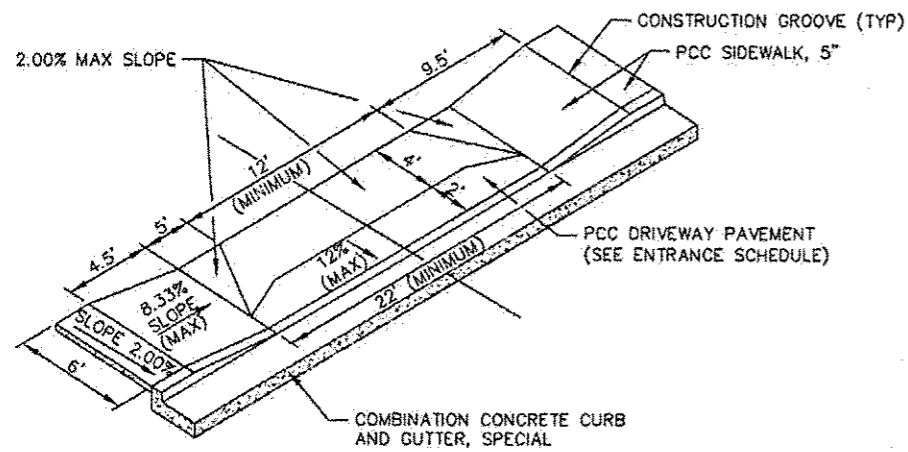 CONSTRUCTION GROOVE (TYP)
PCC SIDEWALK, 5"
2.00% MAX SLOPE
9.5'
12'
(MINIMUM)
4'
2'
5'
4.5'
12%
(MAX)
22' (MINIMUM)
PCC DRIVEWAY PAVEMENT
(SEE ENTRANCE SCHEDULE)
8.33%
SLOPE
(MAX)
SLOPE 2.00%
6'
COMBINATION CONCRETE CURB
AND GUTTER, SPECIAL